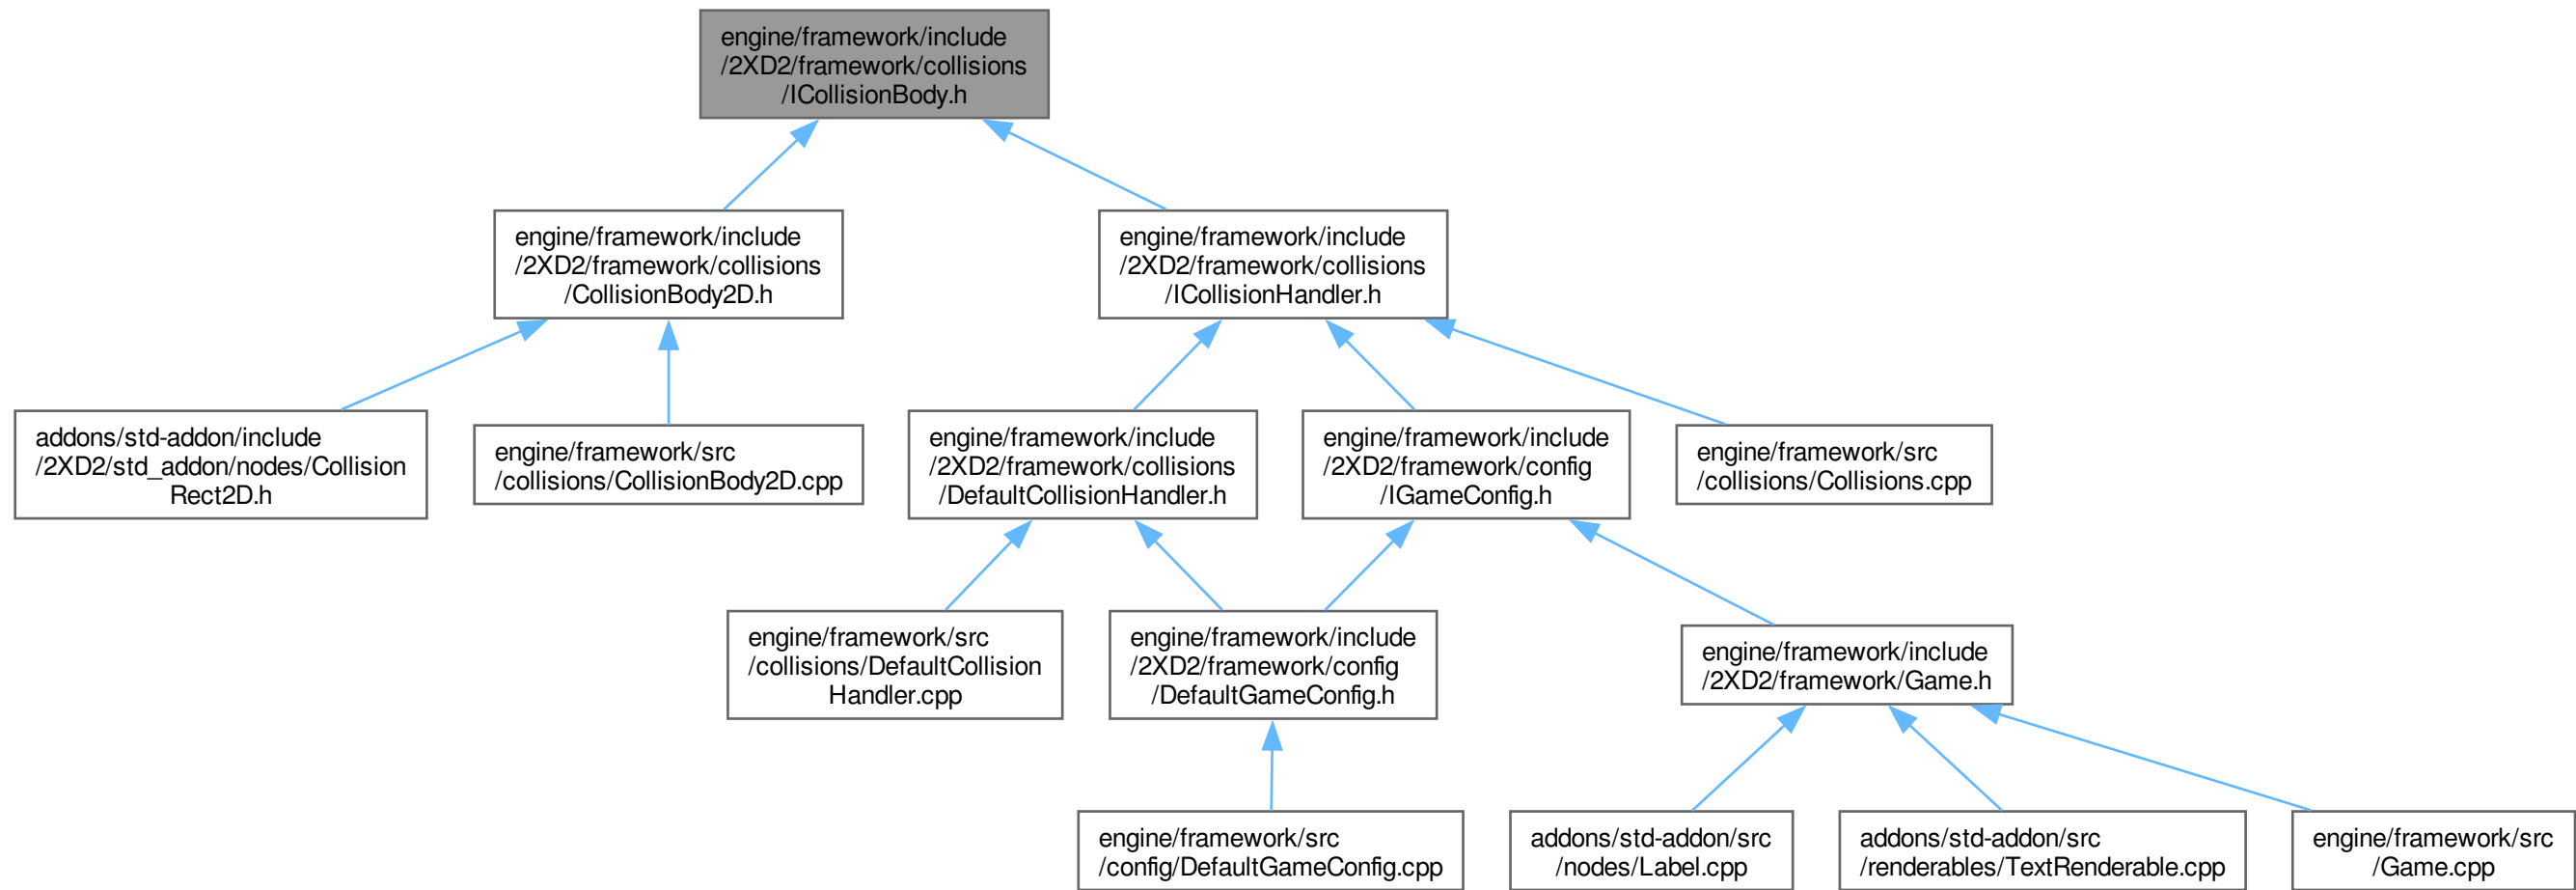 engine/framework/include
/2XD2/framework/collisions
/ICollisionBody.h
engine/framework/include
/2XD2/framework/collisions
/CollisionBody2D.h
engine/framework/include
/2XD2/framework/collisions
/ICollisionHandler.h
addons/std-addon/include
/2XD2/std_addon/nodes/Collision
Rect2D.h
engine/framework/src
/collisions/CollisionBody2D.cpp
engine/framework/include
/2XD2/framework/collisions
/DefaultCollisionHandler.h
engine/framework/include
/2XD2/framework/config
/IGameConfig.h
engine/framework/src
/collisions/Collisions.cpp
engine/framework/src
/collisions/DefaultCollision
Handler.cpp
engine/framework/include
/2XD2/framework/config
/DefaultGameConfig.h
engine/framework/include
/2XD2/framework/Game.h
engine/framework/src
/config/DefaultGameConfig.cpp
addons/std-addon/src
/nodes/Label.cpp
addons/std-addon/src
/renderables/TextRenderable.cpp
engine/framework/src
/Game.cpp